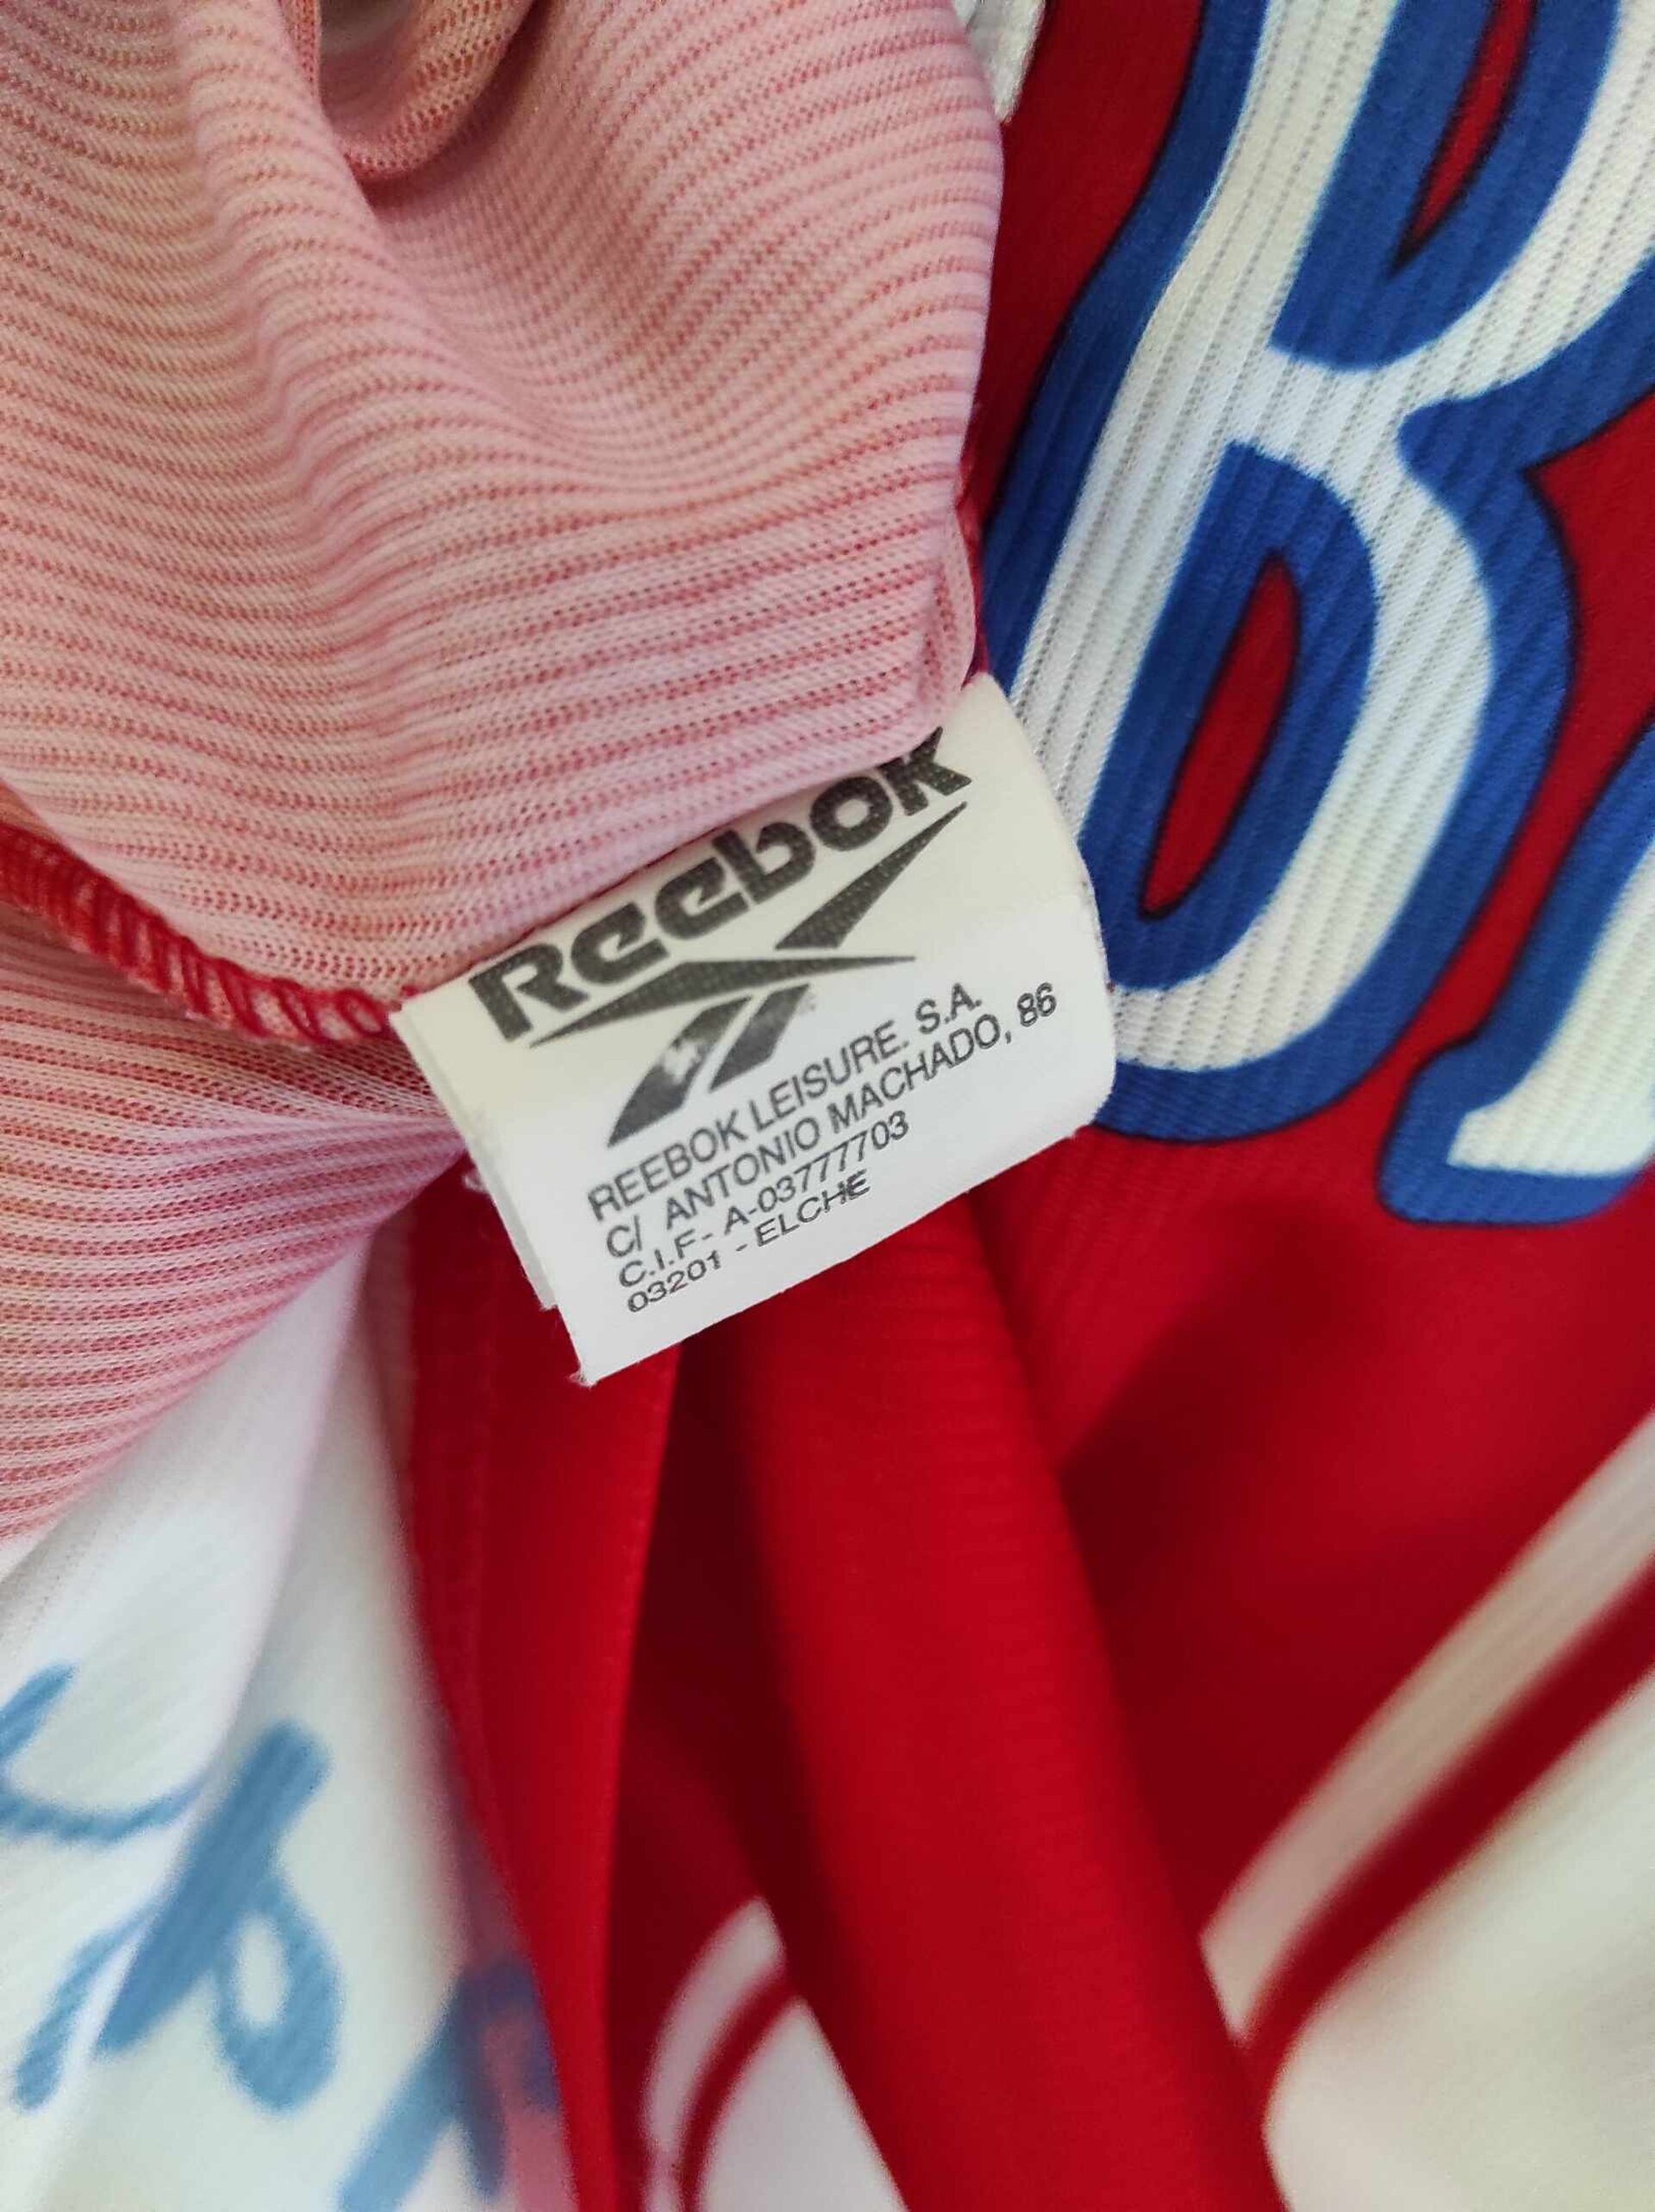 Reebok
REEBOK LEISURE. S.A.
C/ ANTONIO MACHADO, 86
C.I.F- A-03777703
03201 - ELCHE